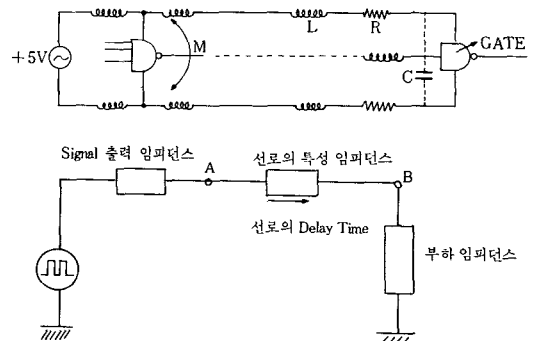 L
R
GATE
+5V
M
C
Signal 출력 임피던스
A
선로의 특성 임피던스
B
선로의 Delay Time
부하 임피던스